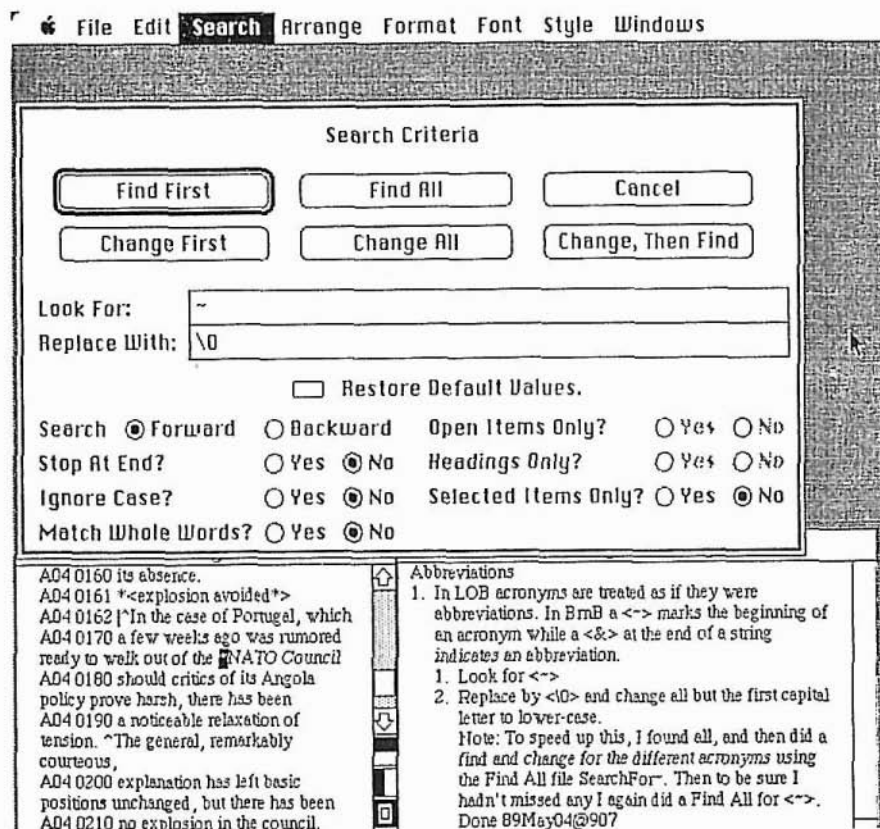 File Edit Search Arrange Format Font Style Windows
Search Criteria
Find First Find All Cancel
Change First Change All Change, Then Find
Look For: ~
Replace With: \0
Restore Default Values.
Search Forward Backward Open Items Only? Yes No
Stop At End? Yes No Headings Only? Yes No
Ignore Case? Yes No Selected Items Only? Yes No
Match Whole Words? Yes No
A04 0160 its absence.
A04 0161 *<explosion avoided*>
A04 0162 |^In the case of Portugal, which
A04 0170 a few weeks ago was rumored
ready to walk out of the ~NATO Council
A04 0180 should critics of its Angola
policy prove harsh, there has been
A04 0190 a noticeable relaxation of
tension. ^The general, remarkably
courteous,
A04 0200 explanation has left basic
positions unchanged, but there has been
A04 0210 no explosion in the council.
Abbreviations
1. In LOB acronyms are treated as if they were
abbreviations. In BrnB a <~> marks the beginning of
an acronym while a <&> at the end of a string
indicates an abbreviation.
1. Look for <~>
2. Replace by <\0> and change all but the first capital
letter to lower-case.
Note: To speed up this, I found all, and then did a
find and change for the different acronyms using
the Find All file SearchFor~. Then to be sure I
hadn't missed any I again did a Find All for <~>.
Done 89May04@907